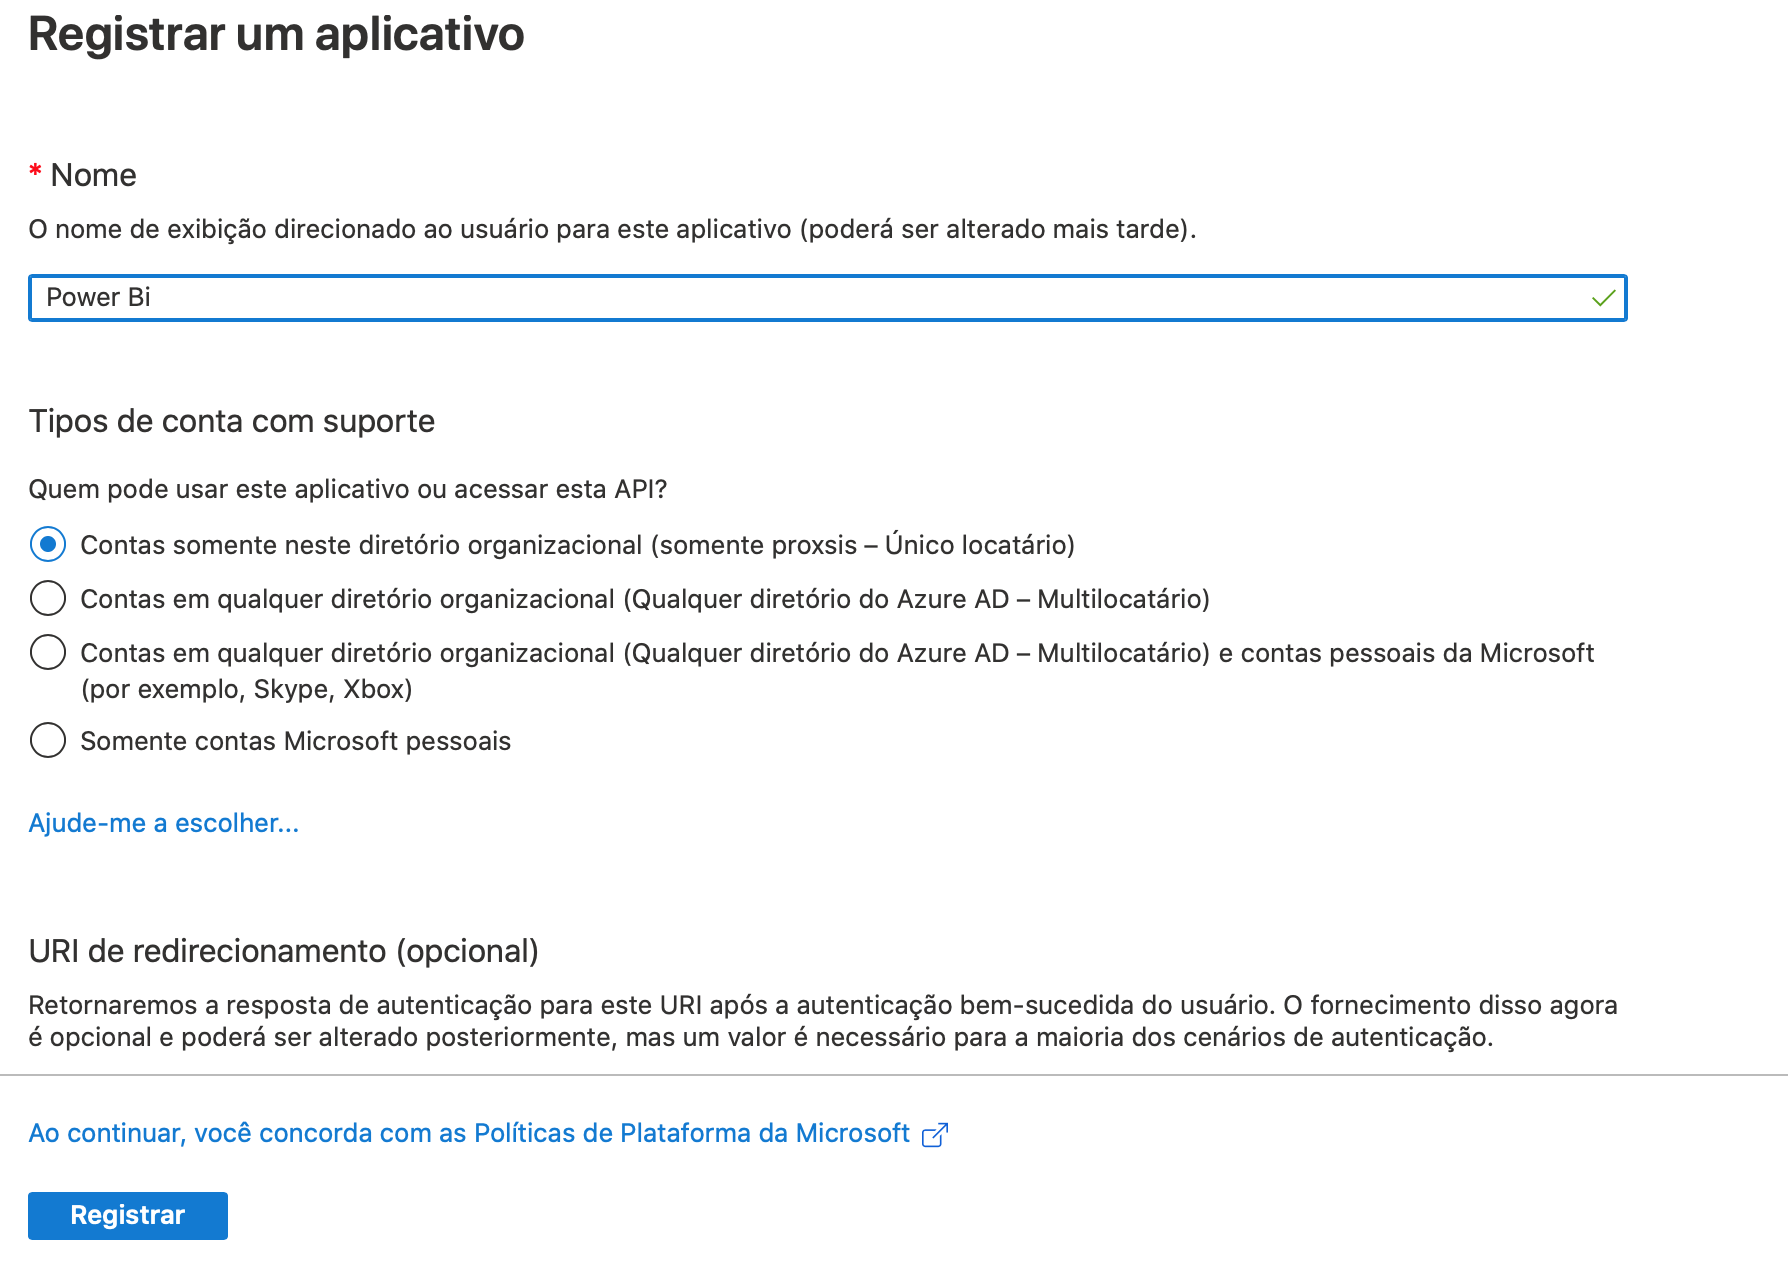 Registrar um aplicativo
* Nome
O nome de exibição direcionado ao usuário para este aplicativo (poderá ser alterado mais tarde).
Power Bi
Tipos de conta com suporte
Quem pode usar este aplicativo ou acessar esta API?
Contas somente neste diretório organizacional (somente proxsis – Único locatário)
Contas em qualquer diretório organizacional (Qualquer diretório do Azure AD – Multilocatário)
Contas em qualquer diretório organizacional (Qualquer diretório do Azure AD – Multilocatário) e contas pessoais da Microsoft
(por exemplo, Skype, Xbox)
Somente contas Microsoft pessoais
Ajude-me a escolher...
URI de redirecionamento (opcional)
Retornaremos a resposta de autenticação para este URI após a autenticação bem-sucedida do usuário. O fornecimento disso agora
é opcional e poderá ser alterado posteriormente, mas um valor é necessário para a maioria dos cenários de autenticação.
Ao continuar, você concorda com as Políticas de Plataforma da Microsoft
Registrar